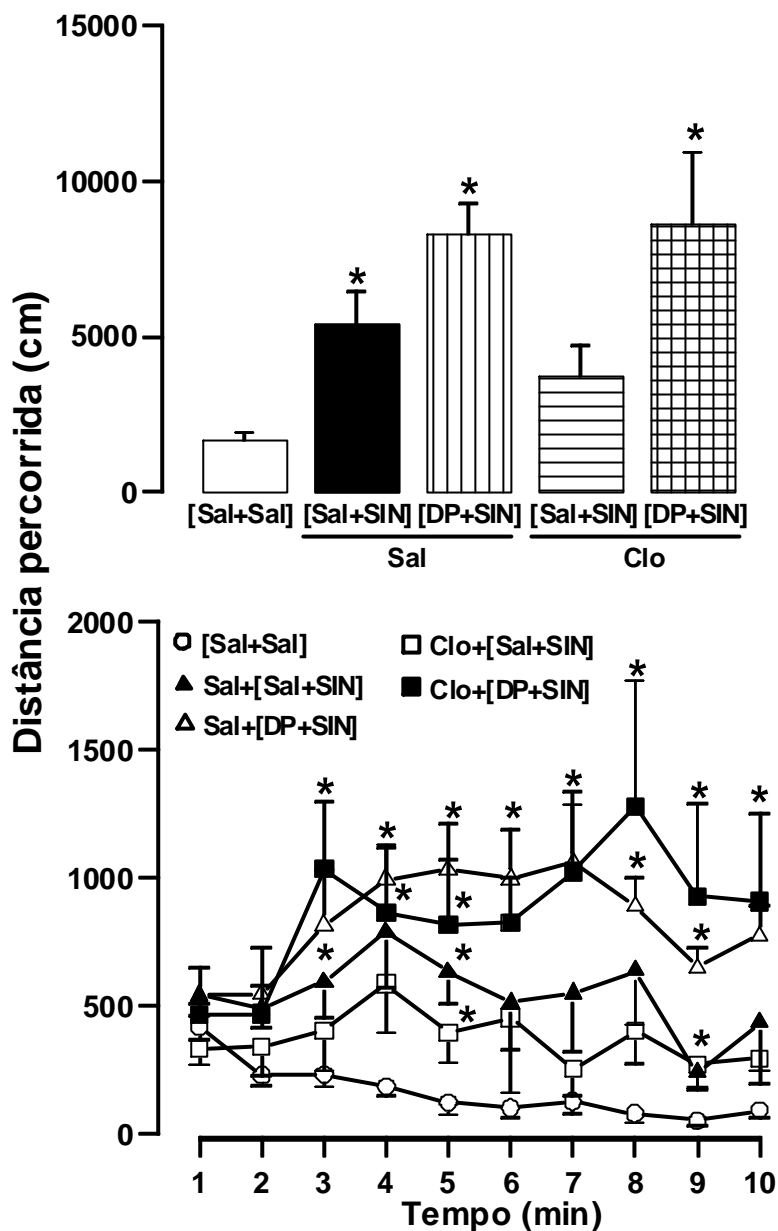 15000
*
*
*
10000
5000
0
[Sal+Sal] [Sal+SIN] [DP+SIN] [Sal+SIN] [DP+SIN]
Sal Clo
Distância percorrida (cm)
2000
[Sal+Sal] Clo+[Sal+SIN]
Sal+[Sal+SIN] Clo+[DP+SIN]
Sal+[DP+SIN]
1500
* * * * * * * *
1000
* * *
* * *
500
* *
0
1 2 3 4 5 6 7 8 9 10
Tempo (min)